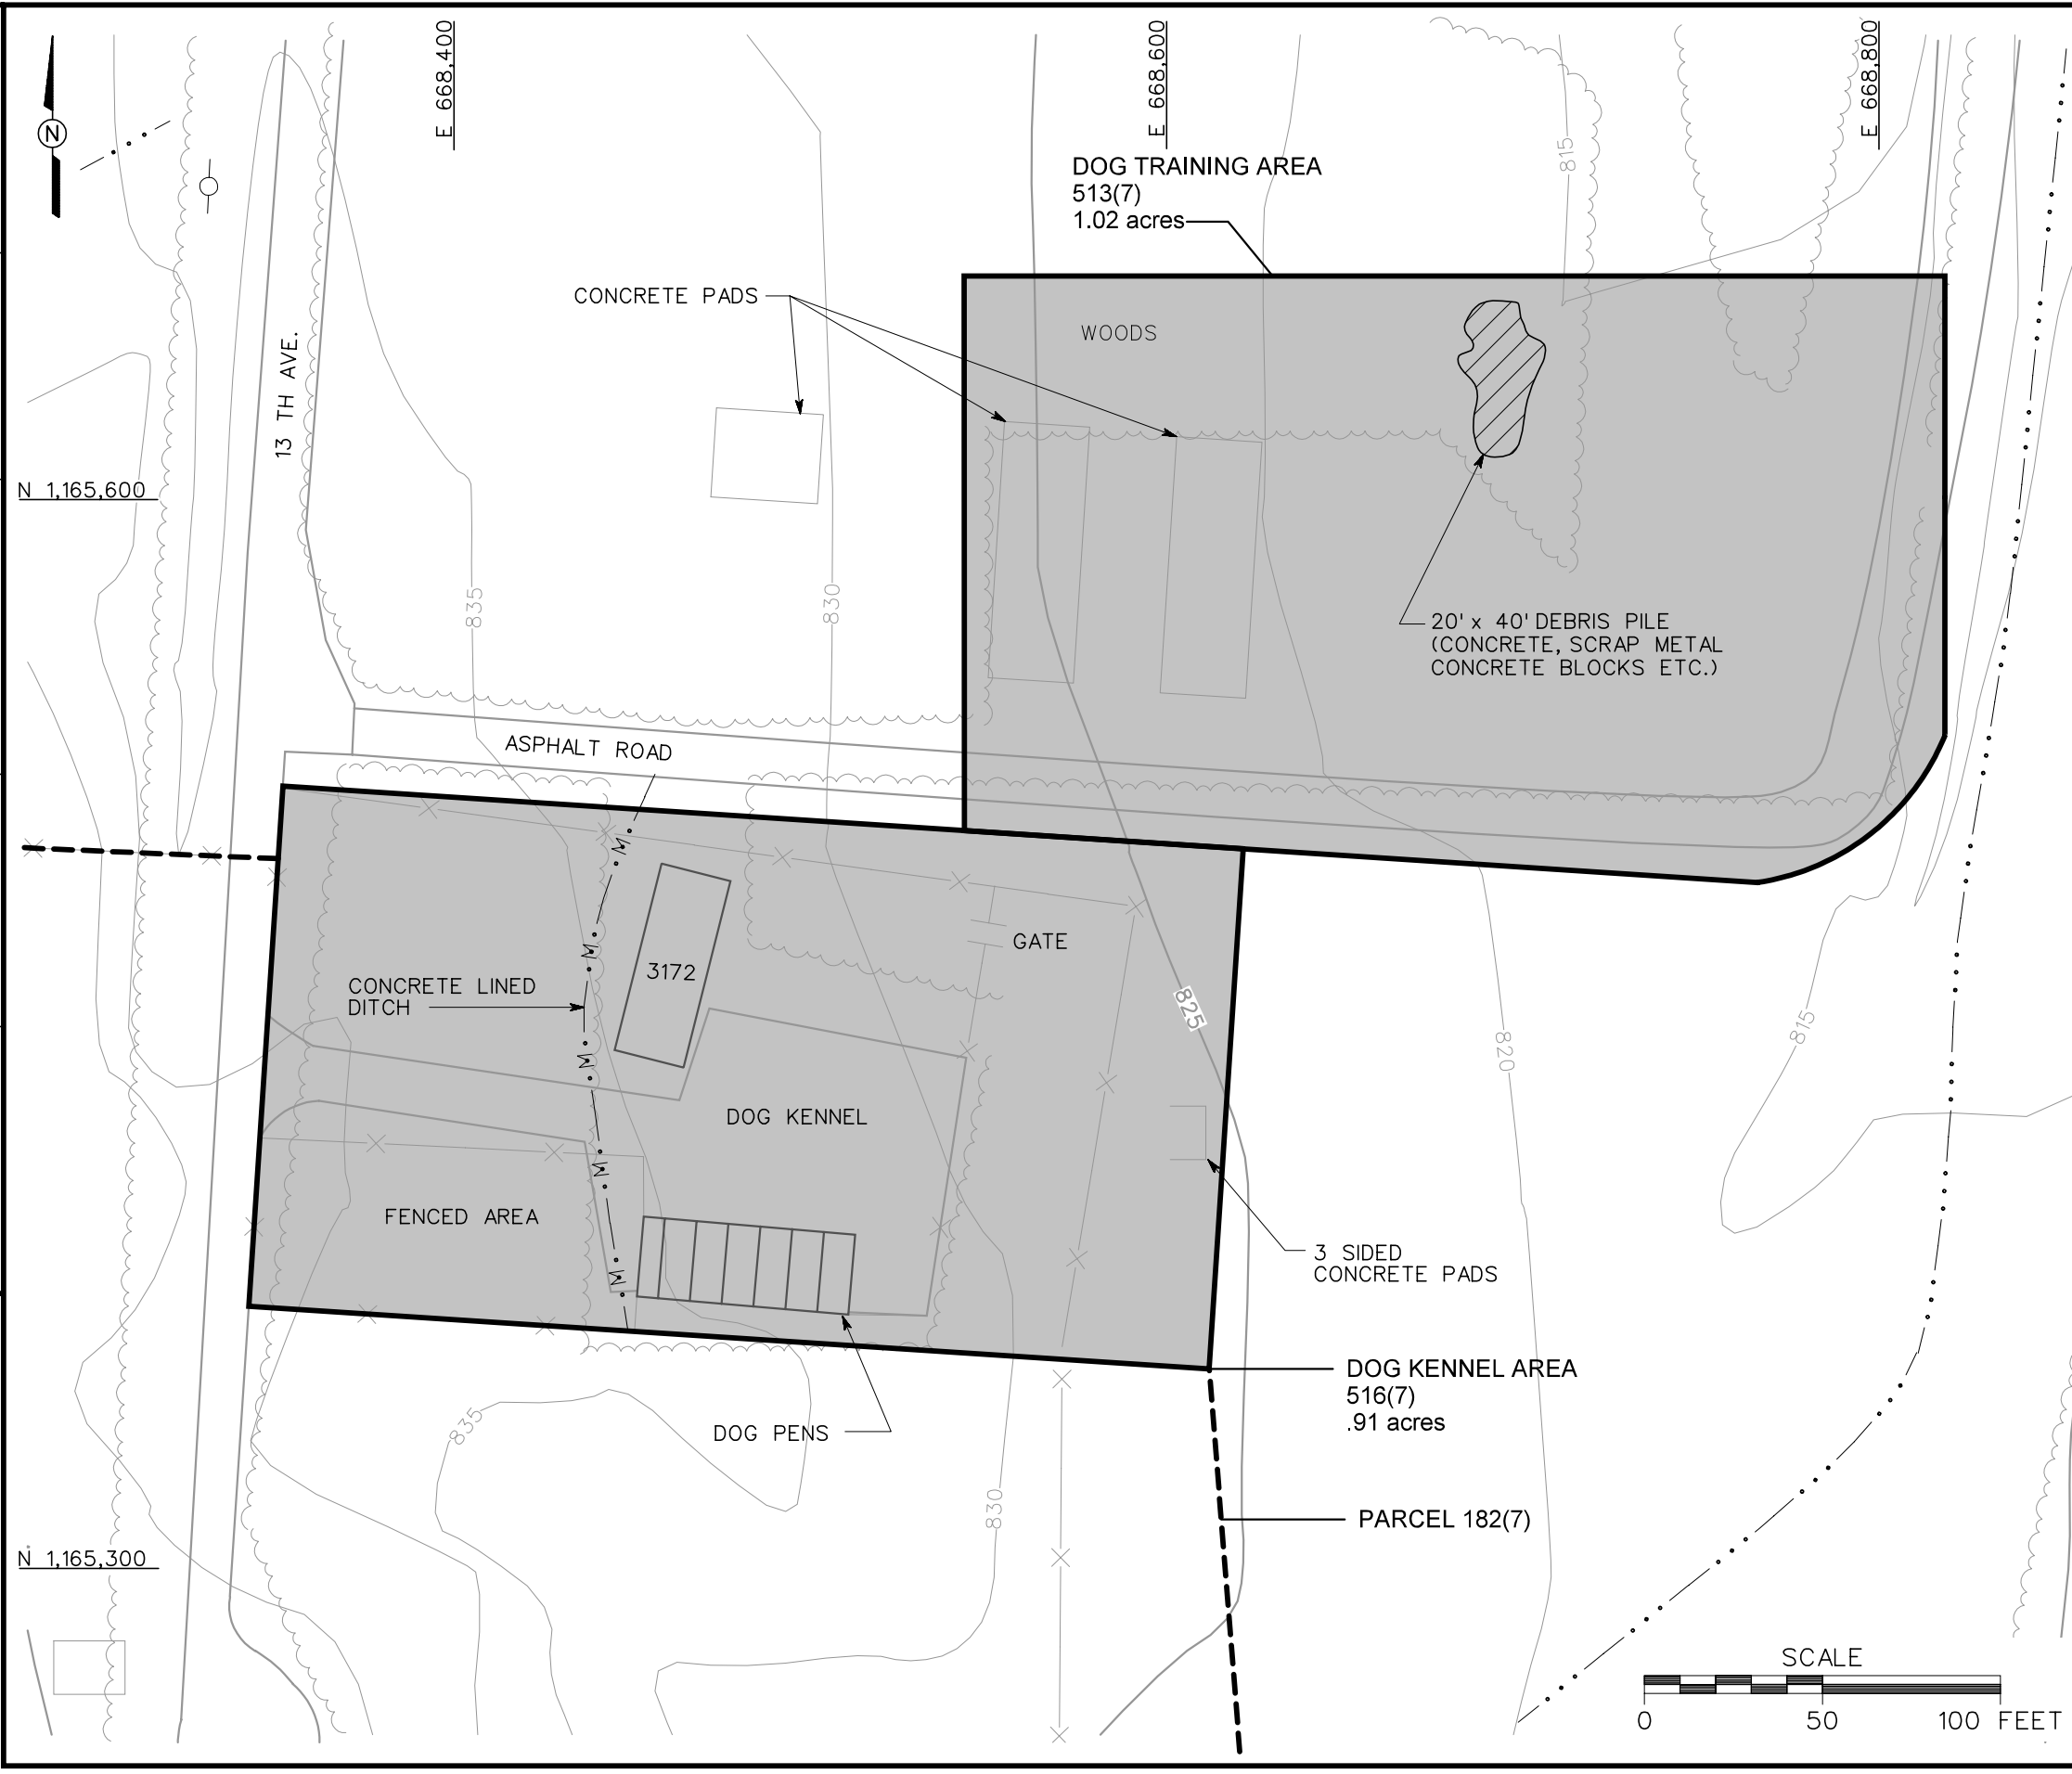 E 668,400
E 668,600
E 668,800
N
DOG TRAINING AREA
513(7)
1.02 acres
815
CONCRETE PADS
WOODS
13 TH AVE.
N 1,165,600
835
830
20' x 40' DEBRIS PILE
(CONCRETE, SCRAP METAL
CONCRETE BLOCKS ETC.)
ASPHALT ROAD
GATE
3172
CONCRETE LINED
DITCH
825
820
815
DOG KENNEL
FENCED AREA
3 SIDED
CONCRETE PADS
DOG KENNEL AREA
516(7)
.91 acres
835
DOG PENS
830
PARCEL 182(7)
N 1,165,300
SCALE
0 50 100 FEET